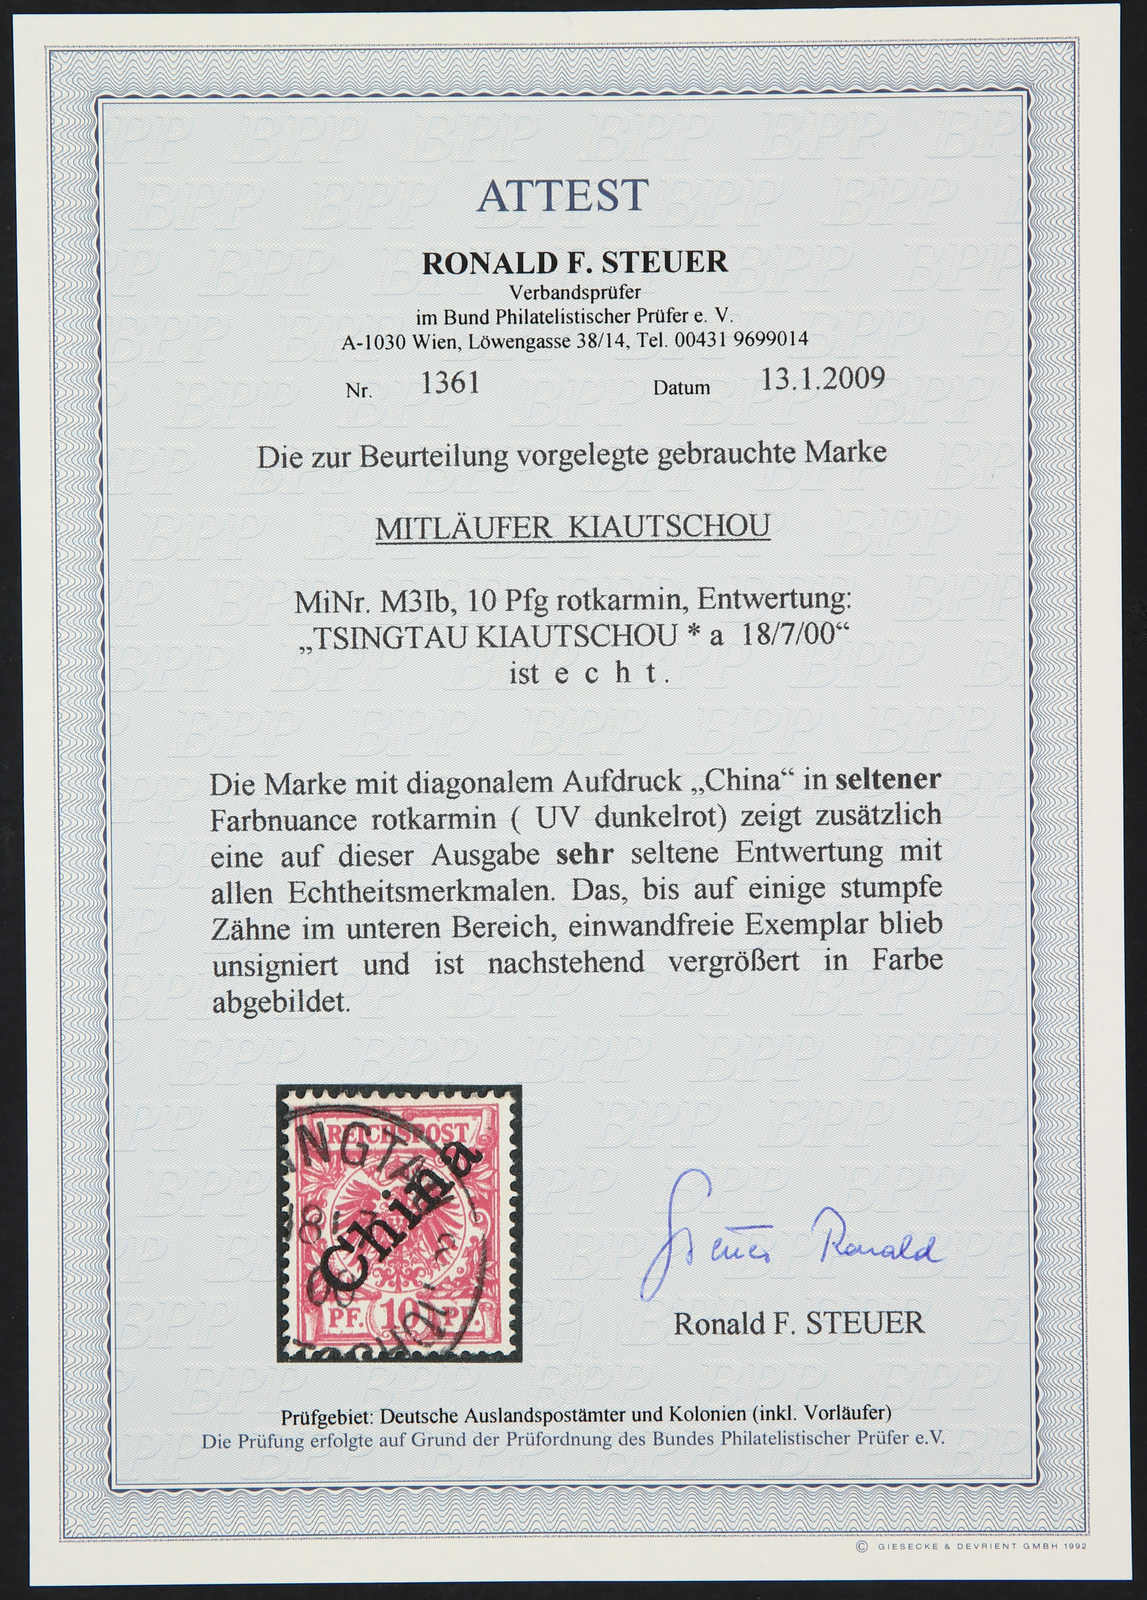 ATTEST
RONALD F. STEUER
Verbandsprüfer
im Bund Philatelistischer Prüfer e. V.
A-1030 Wien, Löwengasse 38/14, Tel. 00431 9699014
Nr. 1361 Datum 13.1.2009
Die zur Beurteilung vorgelegte gebrauchte Marke
MITLÄUFER KIAUTSCHOU
MiNr. M3Ib, 10 Pfg rotkarmin, Entwertung:
„TSINGTAU KIAUTSCHOU * a 18/7/00“
ist e c h t .
Die Marke mit diagonalem Aufdruck „China“ in seltener
Farbnuance rotkarmin ( UV dunkelrot) zeigt zusätzlich
eine auf dieser Ausgabe sehr seltene Entwertung mit
allen Echtheitsmerkmalen. Das, bis auf einige stumpfe
Zähne im unteren Bereich, einwandfreie Exemplar blieb
unsigniert und ist nachstehend vergrößert in Farbe
abgebildet.
REICHSPOST
China
PF. 10 PF.
Steuer Ronald
Ronald F. STEUER
Prüfgebiet: Deutsche Auslandspostämter und Kolonien (inkl. Vorläufer)
Die Prüfung erfolgte auf Grund der Prüfordnung des Bundes Philatelistischer Prüfer e.V.
© GIESECKE & DEVRIENT GMBH 1992